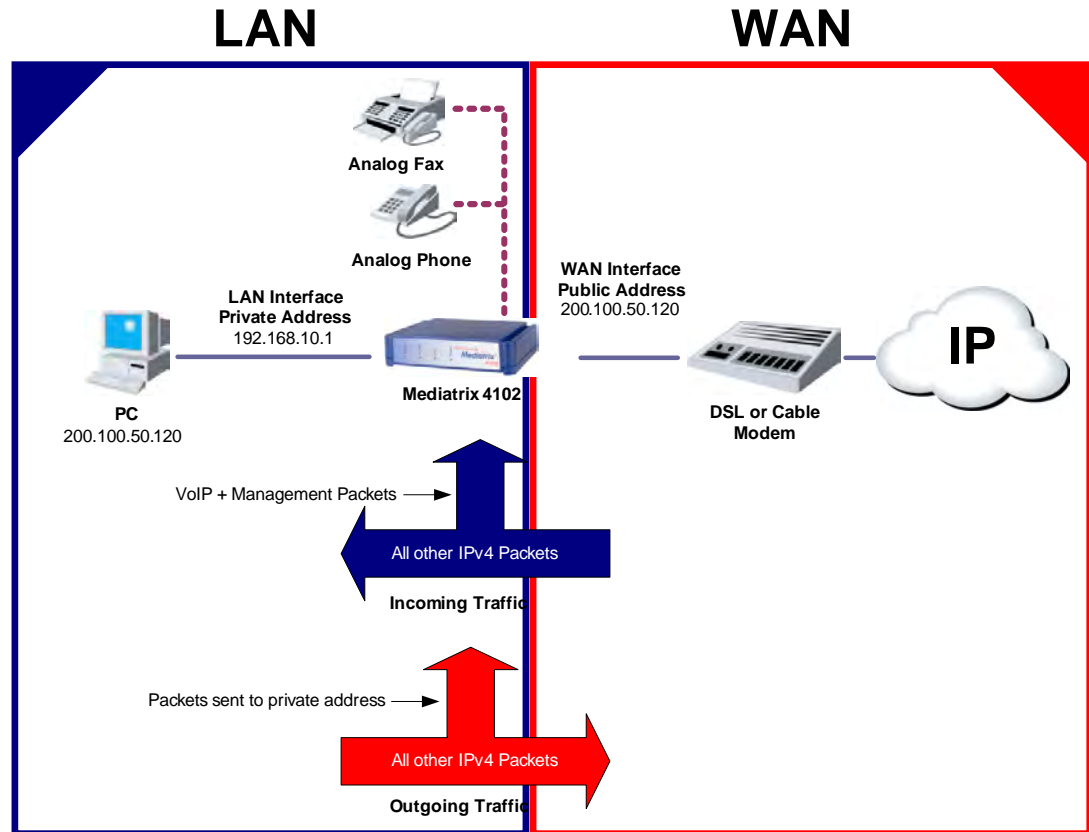 LAN
WAN
Analog Fax
Analog Phone
LAN Interface
Private Address
192.168.10.1
WAN Interface
Public Address
200.100.50.120
Mediatrix
IP
PC
200.100.50.120
Mediatrix 4102
DSL or Cable
Modem
VoIP + Management Packets
All other IPv4 Packets
Incoming Traffic
Packets sent to private address
All other IPv4 Packets
Outgoing Traffic